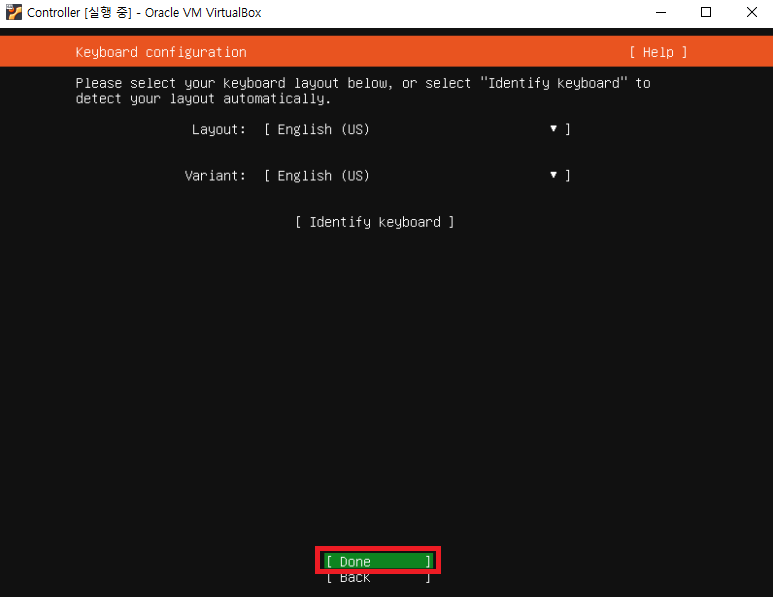 Controller [실행 중] - Oracle VM VirtualBox
Keyboard configuration [ Help ]
Please select your keyboard layout below, or select "Identify keyboard" to
detect your layout automatically.
Layout: [ English (US) ▼ ]
Variant: [ English (US) ▼ ]
[ Identify keyboard ]
[ Done ]
[ Back ]